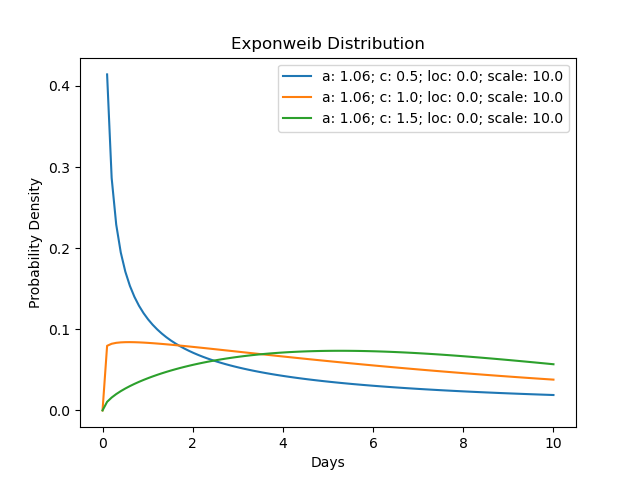 Exponweib Distribution
a: 1.06; c: 0.5; loc: 0.0; scale: 10.0
a: 1.06; c: 1.0; loc: 0.0; scale: 10.0
a: 1.06; c: 1.5; loc: 0.0; scale: 10.0
Probability Density
0.4
0.3
0.2
0.1
0.0
0 2 4 6 8 10
Days